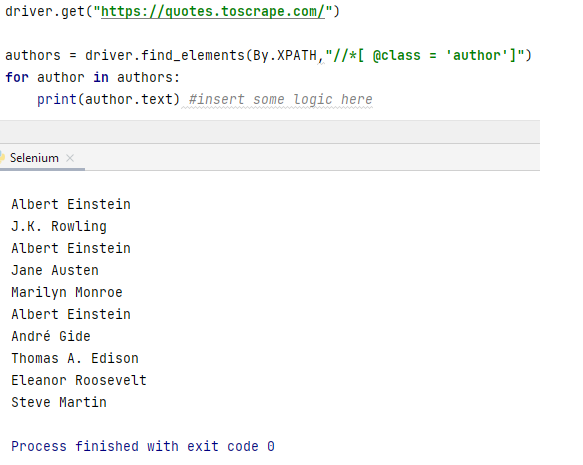 driver.get("https://quotes.toscrape.com/")
authors = driver.find_elements(By.XPATH,"//*[ @class = 'author']")
for author in authors:
    print(author.text) #insert some logic here
Selenium ×
Albert Einstein
J.K. Rowling
Albert Einstein
Jane Austen
Marilyn Monroe
Albert Einstein
André Gide
Thomas A. Edison
Eleanor Roosevelt
Steve Martin
Process finished with exit code 0